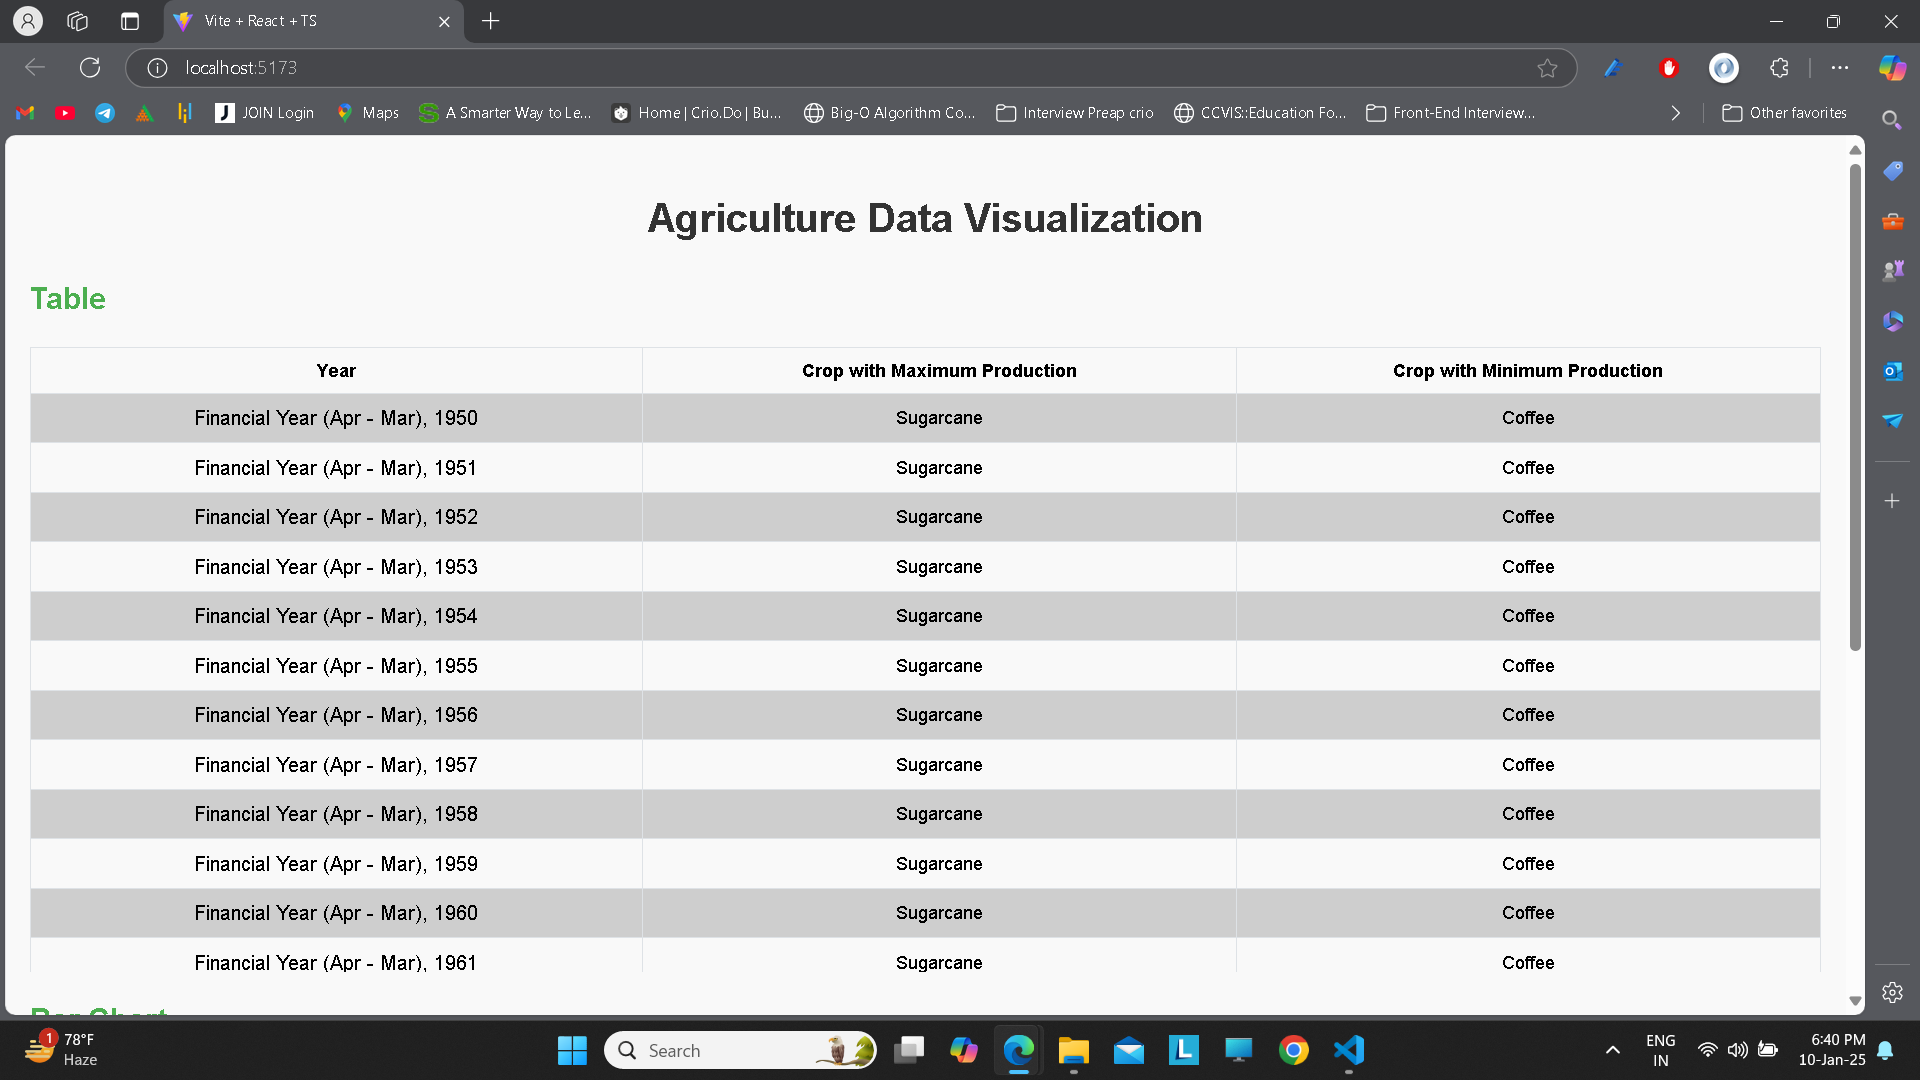 Vite + React + TS
localhost:5173
JOIN Login
Maps
A Smarter Way to Le...
Home | Crio.Do | Bu...
Big-O Algorithm Co...
Interview Preap crio
CCVIS::Education Fo...
Front-End Interview...
Other favorites
Agriculture Data Visualization
Table
Year Crop with Maximum Production Crop with Minimum Production
Financial Year (Apr - Mar), 1950 Sugarcane Coffee
Financial Year (Apr - Mar), 1951 Sugarcane Coffee
Financial Year (Apr - Mar), 1952 Sugarcane Coffee
Financial Year (Apr - Mar), 1953 Sugarcane Coffee
Financial Year (Apr - Mar), 1954 Sugarcane Coffee
Financial Year (Apr - Mar), 1955 Sugarcane Coffee
Financial Year (Apr - Mar), 1956 Sugarcane Coffee
Financial Year (Apr - Mar), 1957 Sugarcane Coffee
Financial Year (Apr - Mar), 1958 Sugarcane Coffee
Financial Year (Apr - Mar), 1959 Sugarcane Coffee
Financial Year (Apr - Mar), 1960 Sugarcane Coffee
Financial Year (Apr - Mar), 1961 Sugarcane Coffee
Bar Chart
1
78°F
Haze
Search
ENG
IN
6:40 PM
10-Jan-25